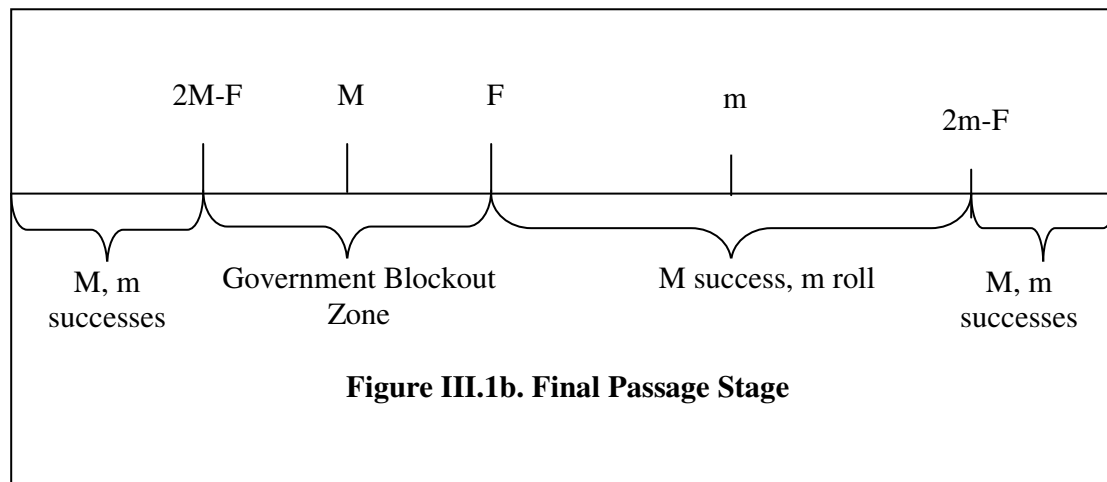 2M-F M F m 2m-F
M, m successes
Government Blockout Zone
M success, m roll
M, m successes
Figure III.1b. Final Passage Stage